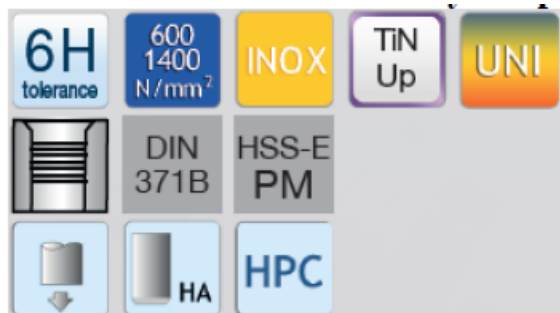 6H
tolerance
600
1400
N/mm²
INOX
TiN
Up
UNI
DIN
371B
HSS-E
PM
HA
HPC